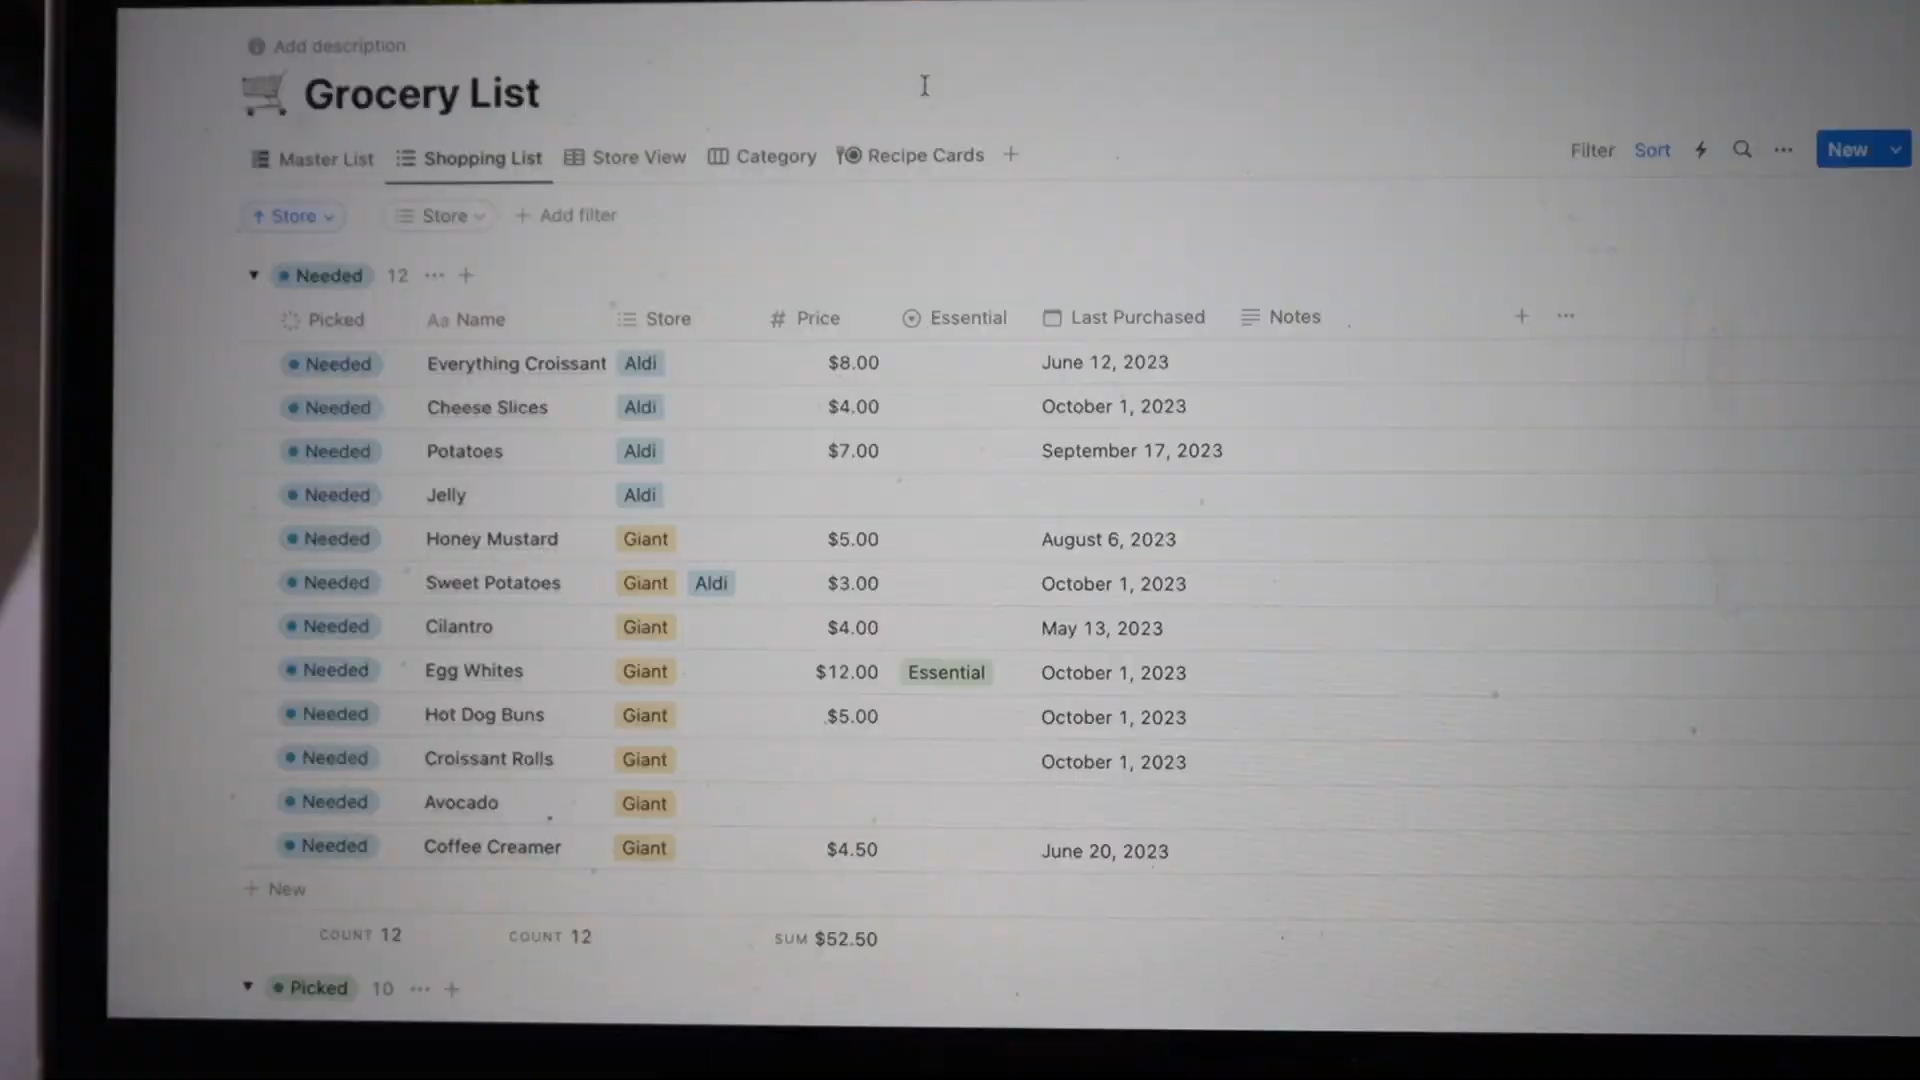 Add description
Grocery List
Master List Shopping List Store View Category Recipe Cards + Filter Sort ... New
↑ Store Store + Add filter
Needed 12 ... +
Picked Aa Name Store # Price Essential Last Purchased Notes + ...
Needed Everything Croissant Aldi $8.00 June 12, 2023
Needed Cheese Slices Aldi $4.00 October 1, 2023
Needed Potatoes Aldi $7.00 September 17, 2023
Needed Jelly Aldi
Needed Honey Mustard Giant $5.00 August 6, 2023
Needed Sweet Potatoes Giant Aldi $3.00 October 1, 2023
Needed Cilantro Giant $4.00 May 13, 2023
Needed Egg Whites Giant $12.00 Essential October 1, 2023
Needed Hot Dog Buns Giant $5.00 October 1, 2023
Needed Croissant Rolls Giant October 1, 2023
Needed Avocado Giant
Needed Coffee Creamer Giant $4.50 June 20, 2023
+ New
COUNT 12 COUNT 12 SUM $52.50
Picked 10 ... +